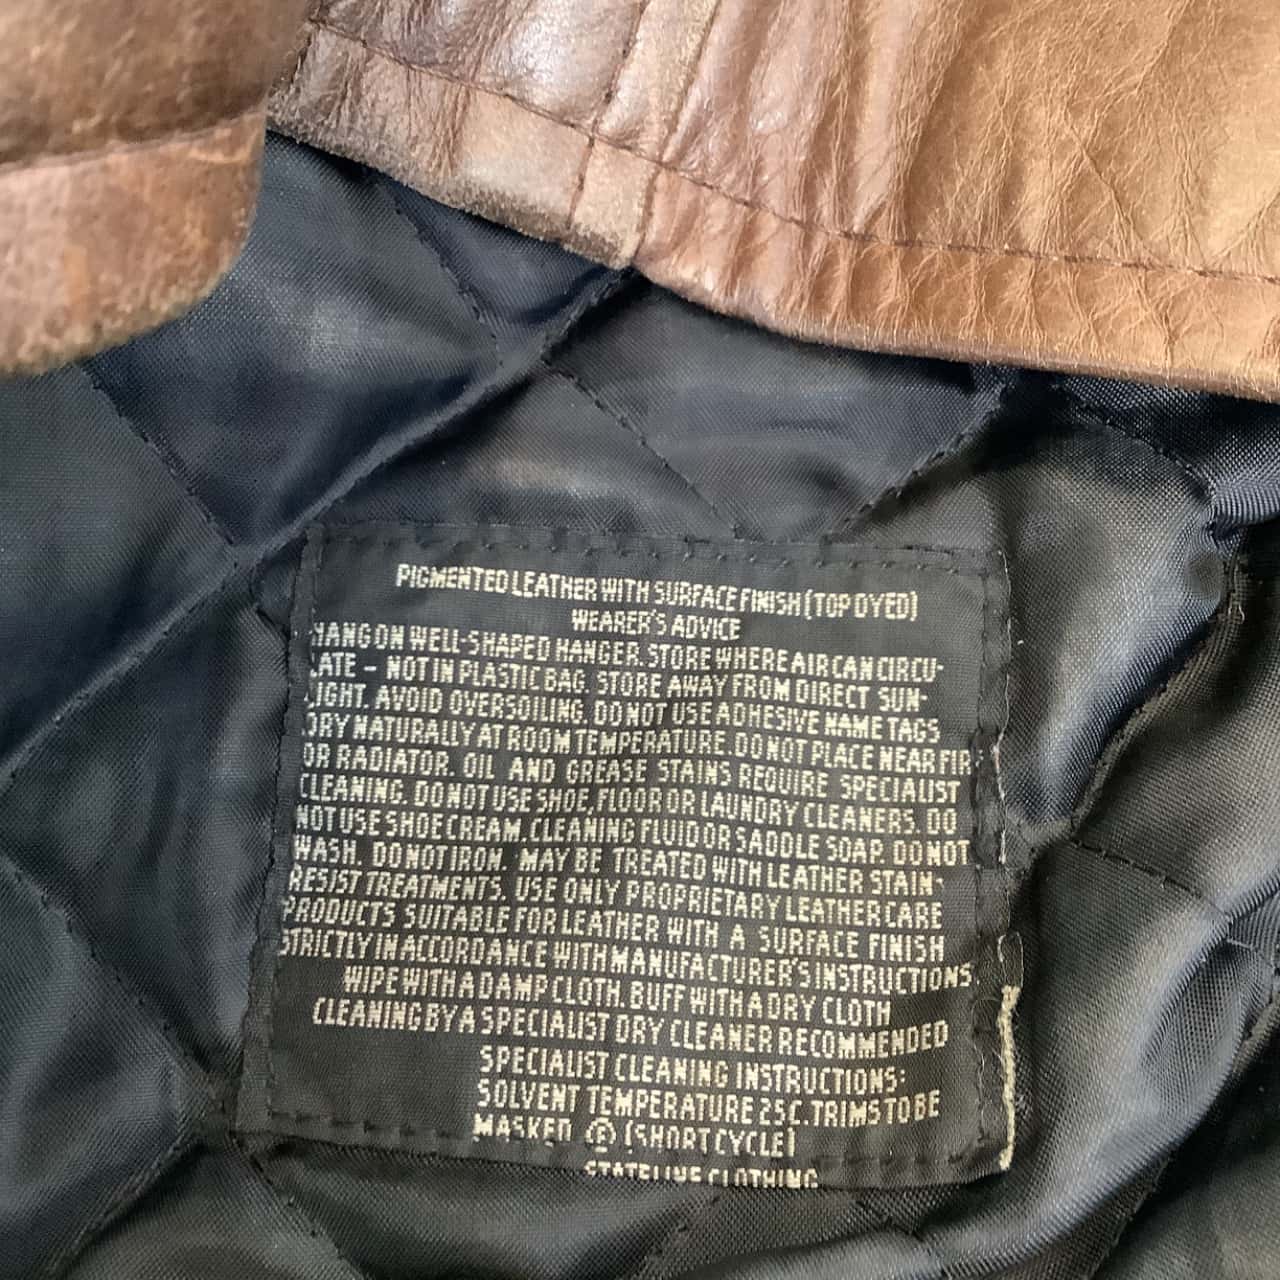 PIGMENTED LEATHER WITH SURFACE FINISH (TOP DYED)
WEARER'S ADVICE
HANG ON WELL-SHAPED HANGER. STORE WHERE AIR CAN CIRCU-
LATE - NOT IN PLASTIC BAG. STORE AWAY FROM DIRECT SUN-
LIGHT. AVOID OVERSOILING. DO NOT USE ADHESIVE NAME TAGS
DRY NATURALLY AT ROOM TEMPERATURE. DO NOT PLACE NEAR FIR
OR RADIATOR. OIL AND GREASE STAINS REQUIRE SPECIALIST
CLEANING. DO NOT USE SHOE, FLOOR OR LAUNDRY CLEANERS. DO
NOT USE SHOE CREAM, CLEANING FLUID OR SADDLE SOAP. DO NOT
WASH. DO NOT IRON. MAY BE TREATED WITH LEATHER STAIN-
RESIST TREATMENTS. USE ONLY PROPRIETARY LEATHER CARE
PRODUCTS SUITABLE FOR LEATHER WITH A SURFACE FINISH
STRICTLY IN ACCORDANCE WITH MANUFACTURER'S INSTRUCTIONS.
WIPE WITH A DAMP CLOTH. BUFF WITH A DRY CLOTH
CLEANING BY A SPECIALIST DRY CLEANER RECOMMENDED
SPECIALIST CLEANING INSTRUCTIONS:
SOLVENT TEMPERATURE 25C. TRIMS TO BE
MASKED Ⓟ (SHORT CYCLE)
STATELINE CLOTHING